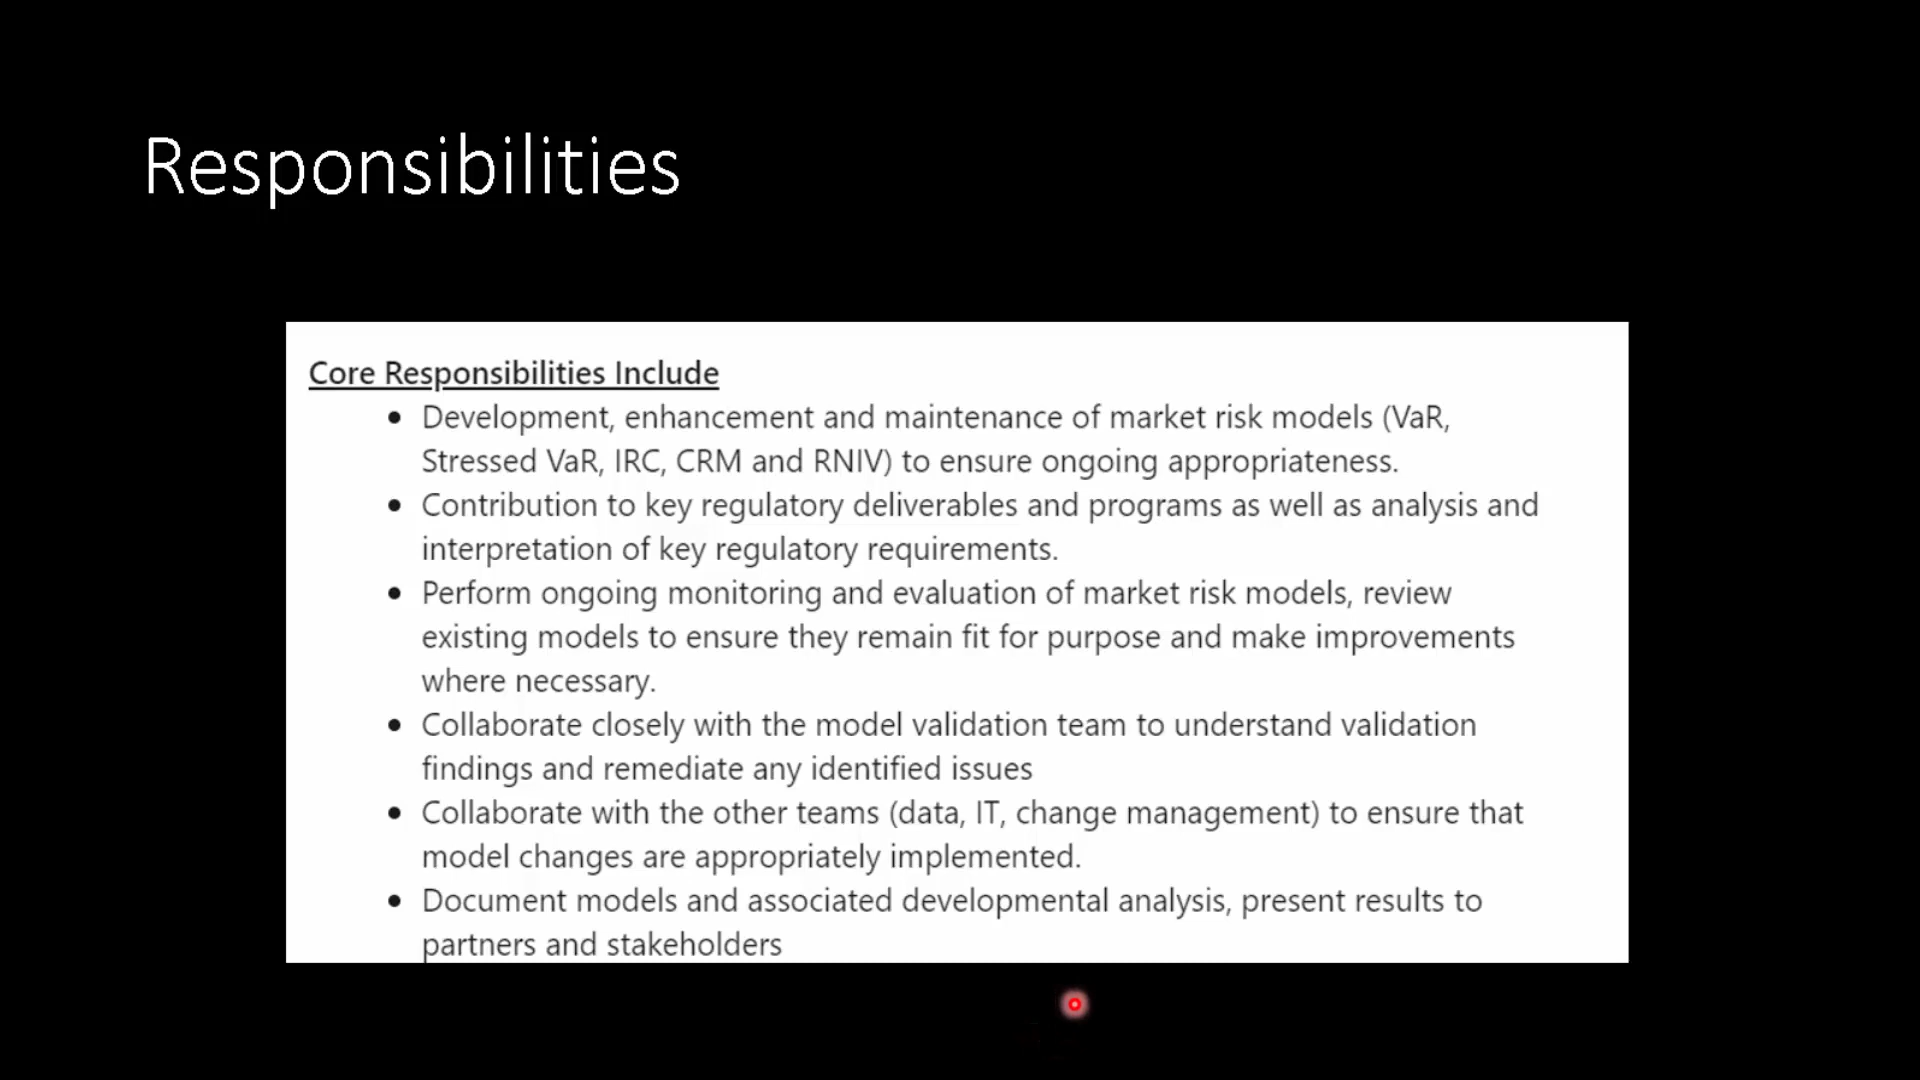 Responsibilities
Core Responsibilities Include
• Development, enhancement and maintenance of market risk models (VaR,
Stressed VaR, IRC, CRM and RNIV) to ensure ongoing appropriateness.
• Contribution to key regulatory deliverables and programs as well as analysis and
interpretation of key regulatory requirements.
• Perform ongoing monitoring and evaluation of market risk models, review
existing models to ensure they remain fit for purpose and make improvements
where necessary.
• Collaborate closely with the model validation team to understand validation
findings and remediate any identified issues
• Collaborate with the other teams (data, IT, change management) to ensure that
model changes are appropriately implemented.
• Document models and associated developmental analysis, present results to
partners and stakeholders